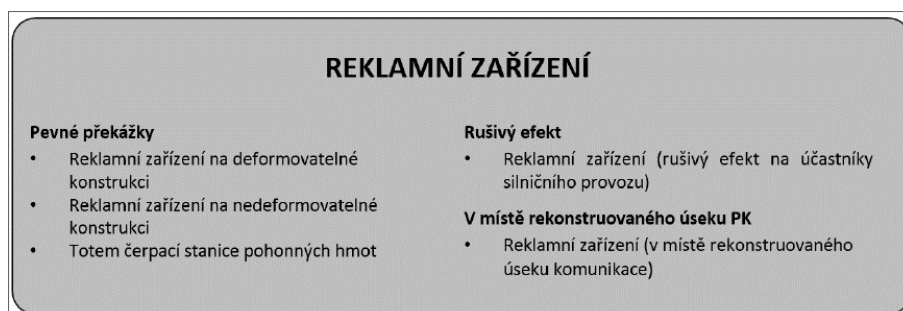 REKLAMNÍ ZAŘÍZENÍ
Pevné překážky
• Reklamní zařízení na deformovatelné
konstrukci
• Reklamní zařízení na nedeformovatelné
konstrukci
• Totem čerpací stanice pohonných hmot
Rušivý efekt
• Reklamní zařízení (rušivý efekt na účastníky
silničního provozu)
V místě rekonstruovaného úseku PK
• Reklamní zařízení (v místě rekonstruovaného
úseku komunikace)